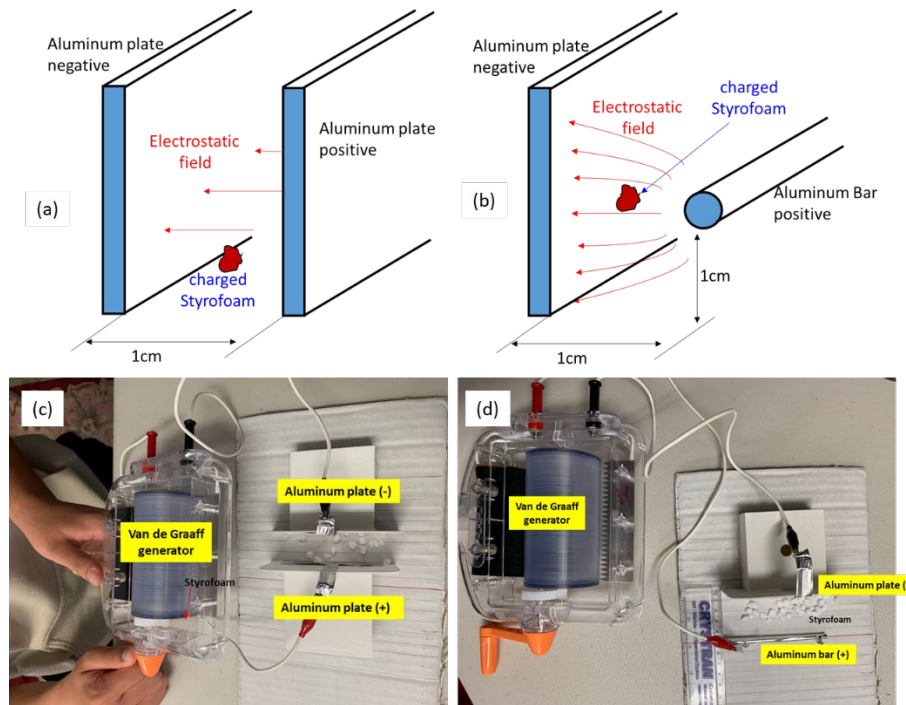 Aluminum plate
negative
Electrostatic
field
Aluminum plate
positive
(a)
charged
Styrofoam
1cm
Aluminum plate
negative
charged
Styrofoam
Electrostatic
field
(b)
Aluminum Bar
positive
1cm
1cm
(c)
Aluminum plate (-)
Van de Graaff
generator
Styrofoam
Aluminum plate (+)
(d)
Van de Graaff
generator
Aluminum plate (
Styrofoam
Aluminum bar (+)